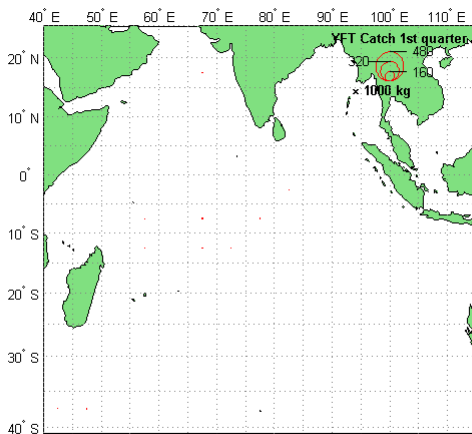 40° E 50° E 60° E 70° E 80° E 90° E 100° E 110° E
YFT Catch 1st quarter
480
320
160
× 1000 kg
20° N
10° N
0°
10° S
20° S
30° S
40° S